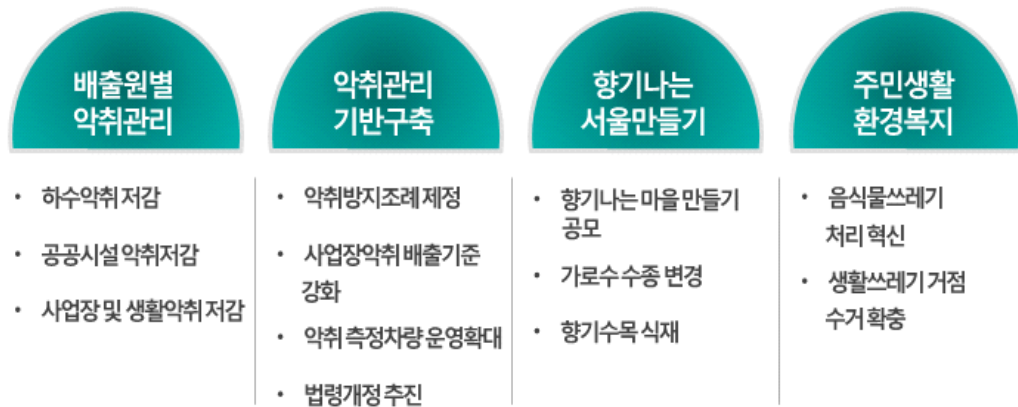 배출원별
악취관리
• 하수악취 저감
• 공공시설 악취저감
• 사업장 및 생활악취 저감
악취관리
기반구축
• 악취방지조례 제정
• 사업장악취 배출기준
강화
• 악취 측정차량 운영확대
• 법령개정 추진
향기나는
서울만들기
• 향기나는 마을 만들기
공모
• 가로수 수종 변경
• 향기수목 식재
주민생활
환경복지
• 음식물쓰레기
처리 혁신
• 생활쓰레기 거점
수거 확충